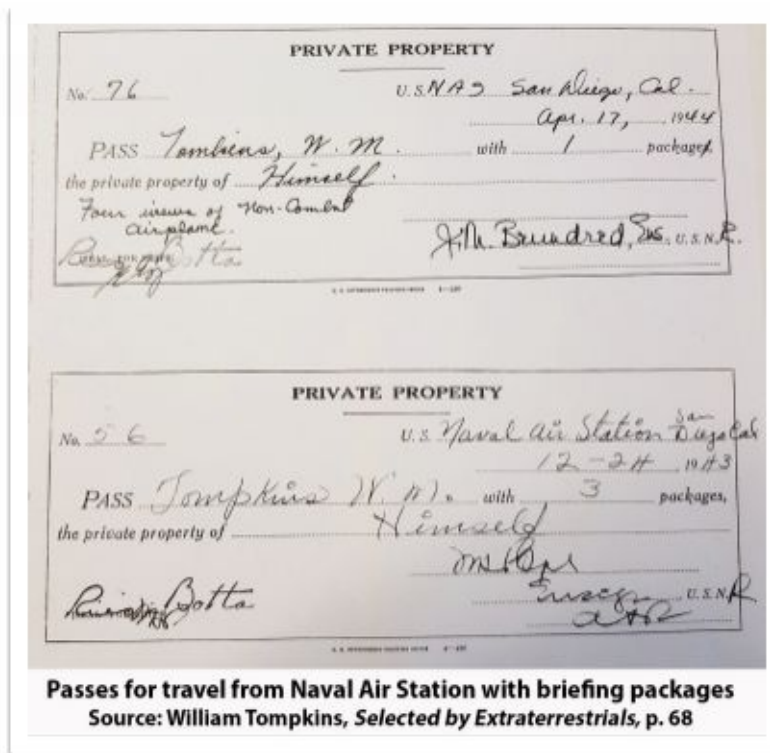 PRIVATE PROPERTY
No. 76 U.S. NAS San Diego, Cal.
Apr. 17, 1944
PASS Tombkins, W. M. with 1 package
the private property of Himself.
Four views of Non-Combat
airplane.
J.M. Brundred, Ens. U.S.N.R.
Botta
PRIVATE PROPERTY
No. 56 U.S. Naval Air Station San Diego Cal
12-24, 1943
PASS Tompkins W. M. with 3 packages,
the private property of Himself
Ensign U.S.N.R
Botta
Passes for travel from Naval Air Station with briefing packages
Source: William Tompkins, Selected by Extraterrestrials, p. 68